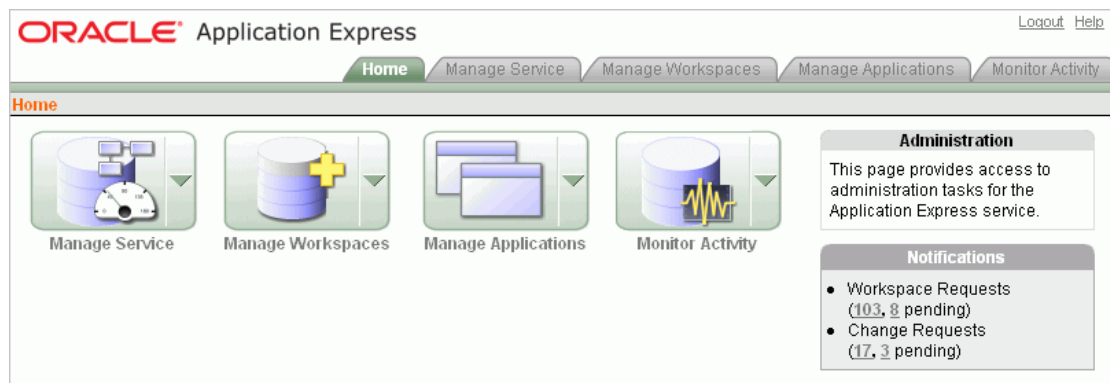 ORACLE® Application Express
Logout Help
Home Manage Service Manage Workspaces Manage Applications Monitor Activity
Home
Manage Service Manage Workspaces Manage Applications Monitor Activity
Administration
This page provides access to
administration tasks for the
Application Express service.
Notifications
• Workspace Requests
(103, 8 pending)
• Change Requests
(17, 3 pending)